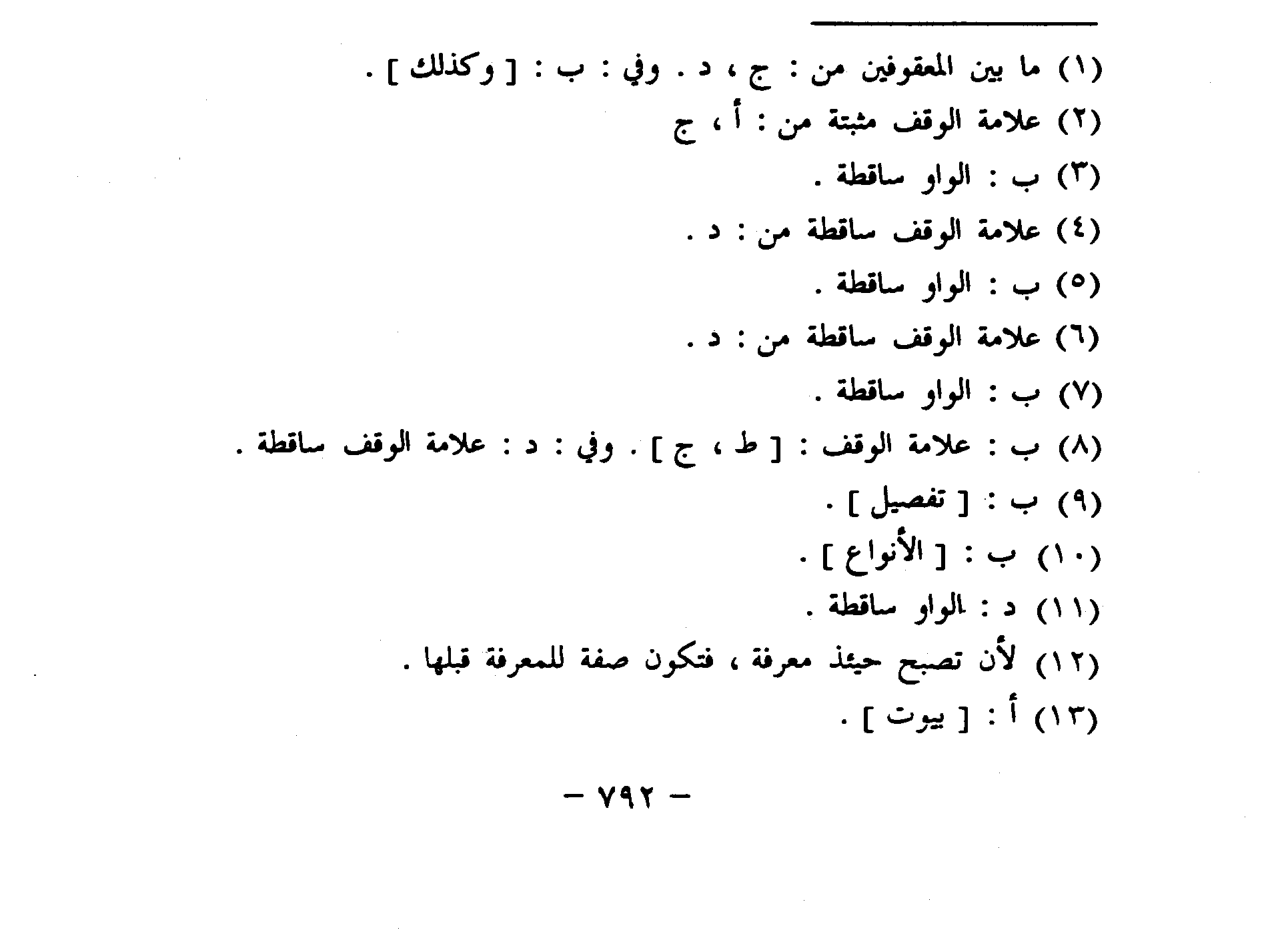 (١) ما بين المعقوفين من : ج ، د . وفي : ب : [ وكذلك ] .
(٢) علامة الوقف مثبتة من : أ ، ج
(٣) ب : الواو ساقطة .
(٤) علامة الوقف ساقطة من : د .
(٥) ب : الواو ساقطة .
(٦) علامة الوقف ساقطة من : د .
(٧) ب : الواو ساقطة .
(٨) ب : علامة الوقف : [ ط ، ج ] . وفي : د : علامة الوقف ساقطة .
(٩) ب : [ تفصيل ] .
(١٠) ب : [ الأنواع ] .
(١١) د : الواو ساقطة .
(١٢) لأن تصبح حيئذ معرفة ، فتكون صفة للمعرفة قبلها .
(١٣) أ : [ بيوت ] .
– ٧٩٢ –